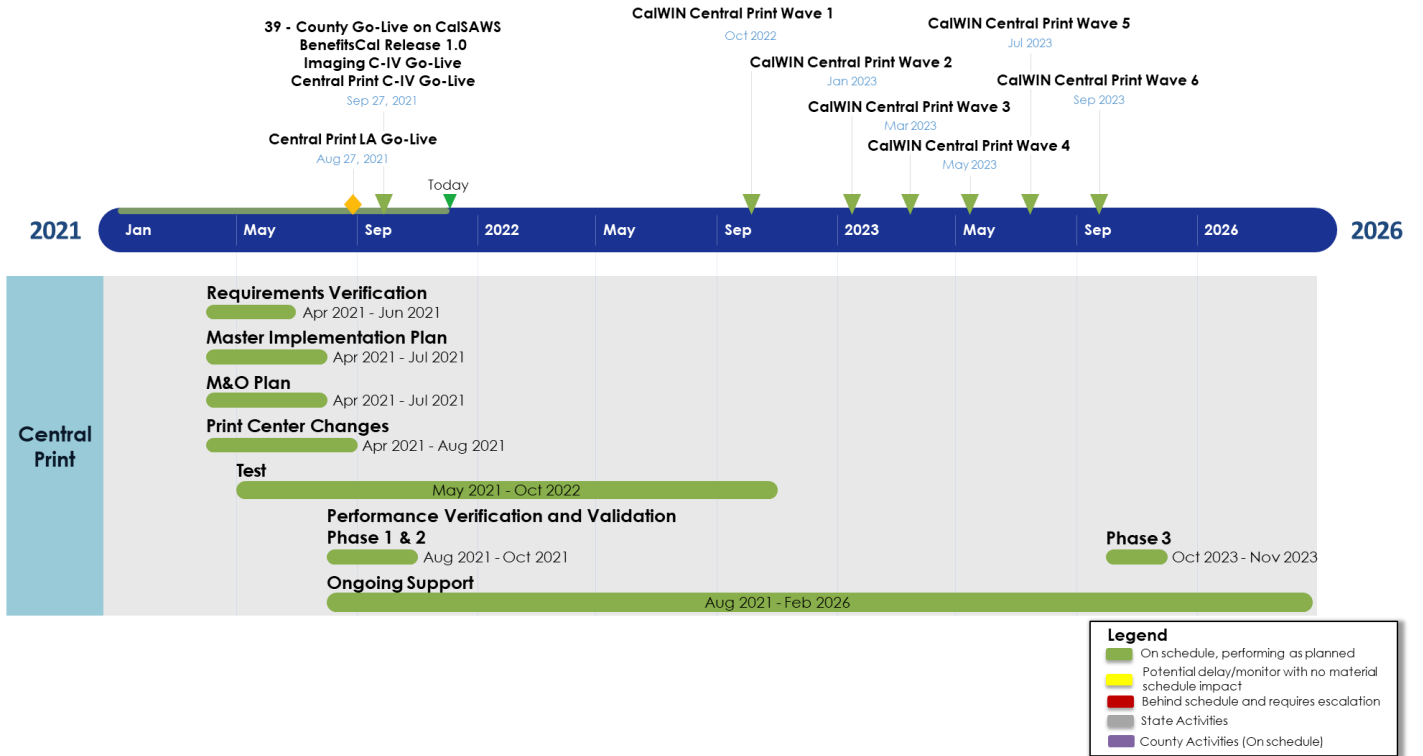 39 - County Go-Live on CalSAWS
BenefitsCal Release 1.0
Imaging C-IV Go-Live
Central Print C-IV Go-Live
Sep 27, 2021
Central Print LA Go-Live
Aug 27, 2021
Today
CalWIN Central Print Wave 1
Oct 2022
CalWIN Central Print Wave 2
Jan 2023
CalWIN Central Print Wave 3
Mar 2023
CalWIN Central Print Wave 4
May 2023
CalWIN Central Print Wave 5
Jul 2023
CalWIN Central Print Wave 6
Sep 2023
2021 Jan May Sep 2022 May Sep 2023 May Sep 2026 2026
Central
Print
Requirements Verification
Apr 2021 - Jun 2021
Master Implementation Plan
Apr 2021 - Jul 2021
M&O Plan
Apr 2021 - Jul 2021
Print Center Changes
Apr 2021 - Aug 2021
Test
May 2021 - Oct 2022
Performance Verification and Validation
Phase 1 & 2
Aug 2021 - Oct 2021
Phase 3
Oct 2023 - Nov 2023
Ongoing Support
Aug 2021 - Feb 2026
Legend
On schedule, performing as planned
Potential delay/monitor with no material
schedule impact
Behind schedule and requires escalation
State Activities
County Activities (On schedule)